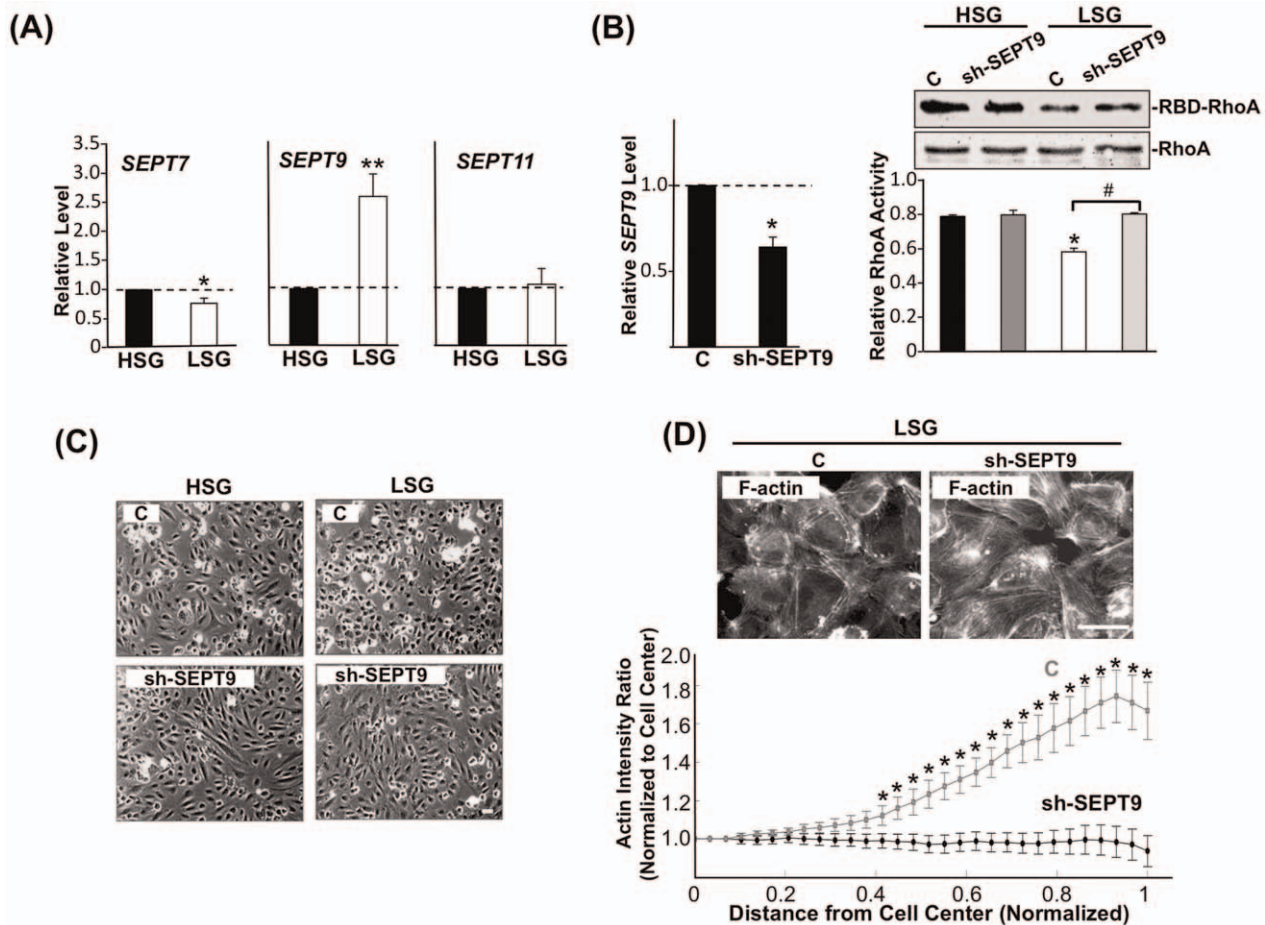 (A)
Relative Level
3.5
3.0
2.5
2.0
1.5
1.0
0.5
0
SEPT7
*
HSG LSG
SEPT9
**
HSG LSG
SEPT11
HSG LSG
(B)
Relative SEPT9 Level
1.0
0.5
*
C sh-SEPT9
HSG LSG
C sh-SEPT9 C sh-SEPT9
-RBD-RhoA
-RhoA
Relative RhoA Activity
1.0
0.8
0.6
0.4
0.2
0
*
#
(C)
HSG LSG
C C
sh-SEPT9 sh-SEPT9
(D)
LSG
C sh-SEPT9
F-actin F-actin
Actin Intensity Ratio
(Normalized to Cell Center)
2.0
1.8
1.6
1.4
1.2
1.0
C
* * * * * * * * * * * * * * * * * *
sh-SEPT9
0 0.2 0.4 0.6 0.8 1
Distance from Cell Center (Normalized)